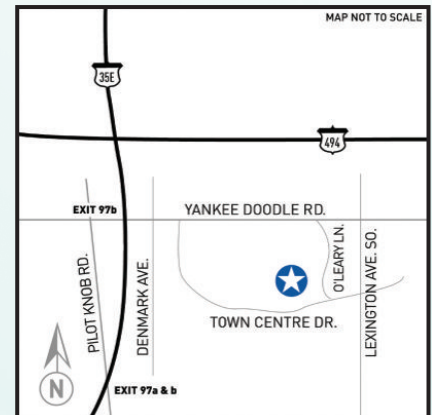 MAP NOT TO SCALE
35E
494
EXIT 97b
YANKEE DOODLE RD.
PILOT KNOB RD.
DENMARK AVE.
O'LEARY LN.
LEXINGTON AVE. SO.
TOWN CENTRE DR.
N
EXIT 97a & b